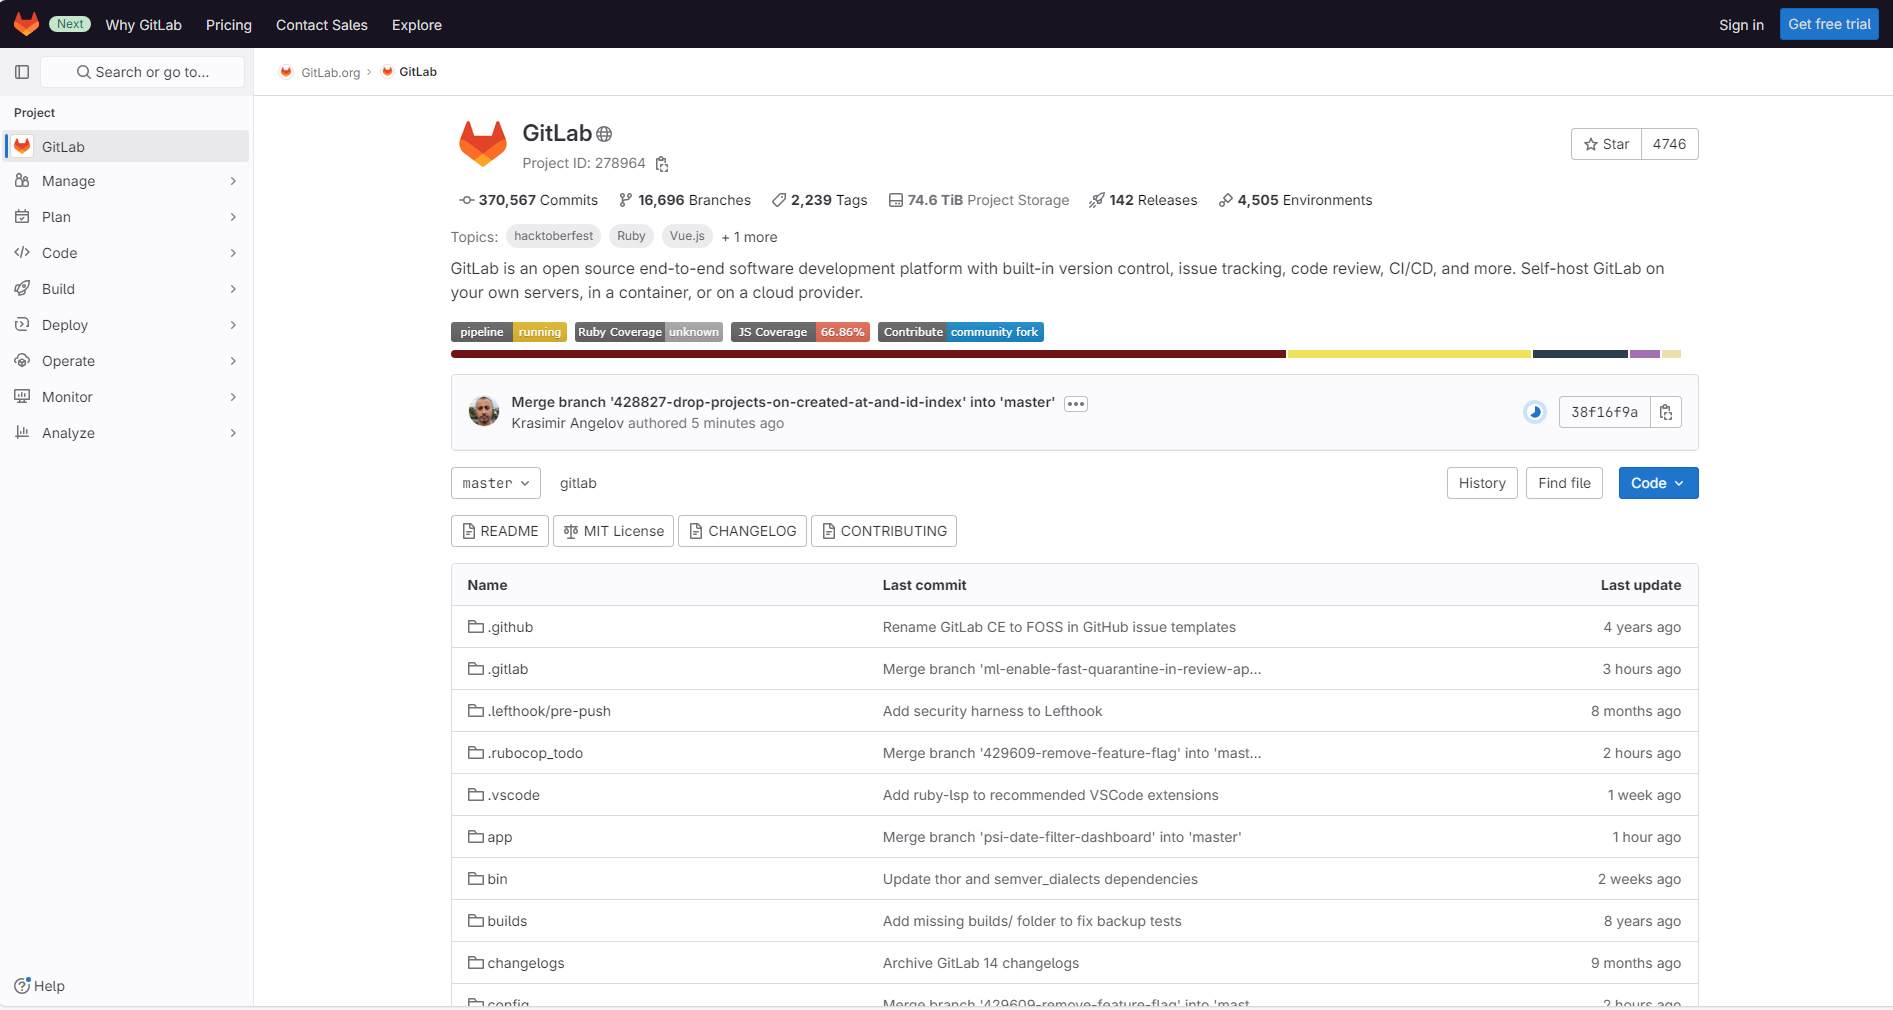 Next Why GitLab Pricing Contact Sales Explore Sign in Get free trial
Search or go to...
GitLab.org › GitLab
Project
GitLab
Manage
Plan
Code
Build
Deploy
Operate
Monitor
Analyze
Help
GitLab
Project ID: 278964
Star 4746
370,567 Commits 16,696 Branches 2,239 Tags 74.6 TiB Project Storage 142 Releases 4,505 Environments
Topics: hacktoberfest Ruby Vue.js + 1 more
GitLab is an open source end-to-end software development platform with built-in version control, issue tracking, code review, CI/CD, and more. Self-host GitLab on
your own servers, in a container, or on a cloud provider.
pipeline running Ruby Coverage unknown JS Coverage 66.86% Contribute community fork
Merge branch '428827-drop-projects-on-created-at-and-id-index' into 'master'
Krasimir Angelov authored 5 minutes ago
38f16f9a
master gitlab History Find file Code
README MIT License CHANGELOG CONTRIBUTING
Name Last commit Last update
.github Rename GitLab CE to FOSS in GitHub issue templates 4 years ago
.gitlab Merge branch 'ml-enable-fast-quarantine-in-review-ap... 3 hours ago
.lefthook/pre-push Add security harness to Lefthook 8 months ago
.rubocop_todo Merge branch '429609-remove-feature-flag' into 'mast... 2 hours ago
.vscode Add ruby-lsp to recommended VSCode extensions 1 week ago
app Merge branch 'psi-date-filter-dashboard' into 'master' 1 hour ago
bin Update thor and semver_dialects dependencies 2 weeks ago
builds Add missing builds/ folder to fix backup tests 8 years ago
changelogs Archive GitLab 14 changelogs 9 months ago
config Merge branch '429609-remove-feature-flag' into 'mast... 2 hours ago